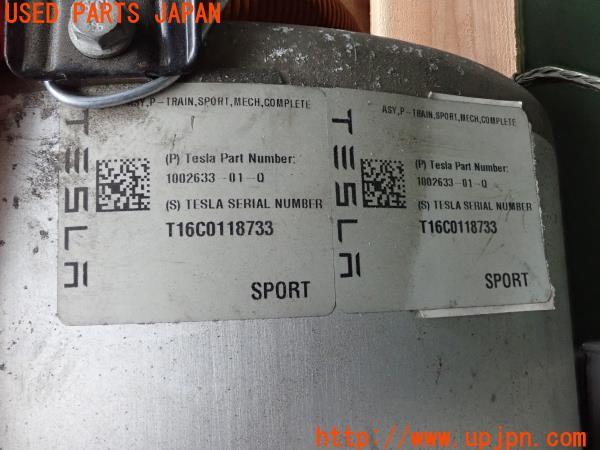 USED PARTS JAPAN
TESLA
ASY,P-TRAIN,SPORT,MECH,COMPLETE
(P) Tesla Part Number:
1002633-01-Q
(S) TESLA SERIAL NUMBER
T16C0118733
SPORT
TESLA
ASY,P-TRAIN,SPORT,MECH,COMPLETE
(P) Tesla Part Number:
1002633-01-Q
(S) TESLA SERIAL NUMBER
T16C0118733
SPORT
http://www.upjpn.com/